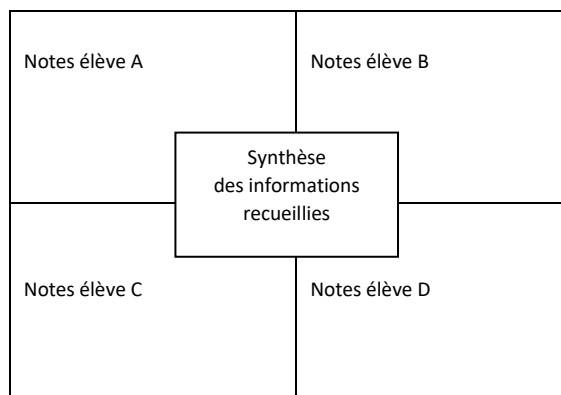 Notes élève A
Notes élève B
Synthèse
des informations
recueillies
Notes élève C
Notes élève D